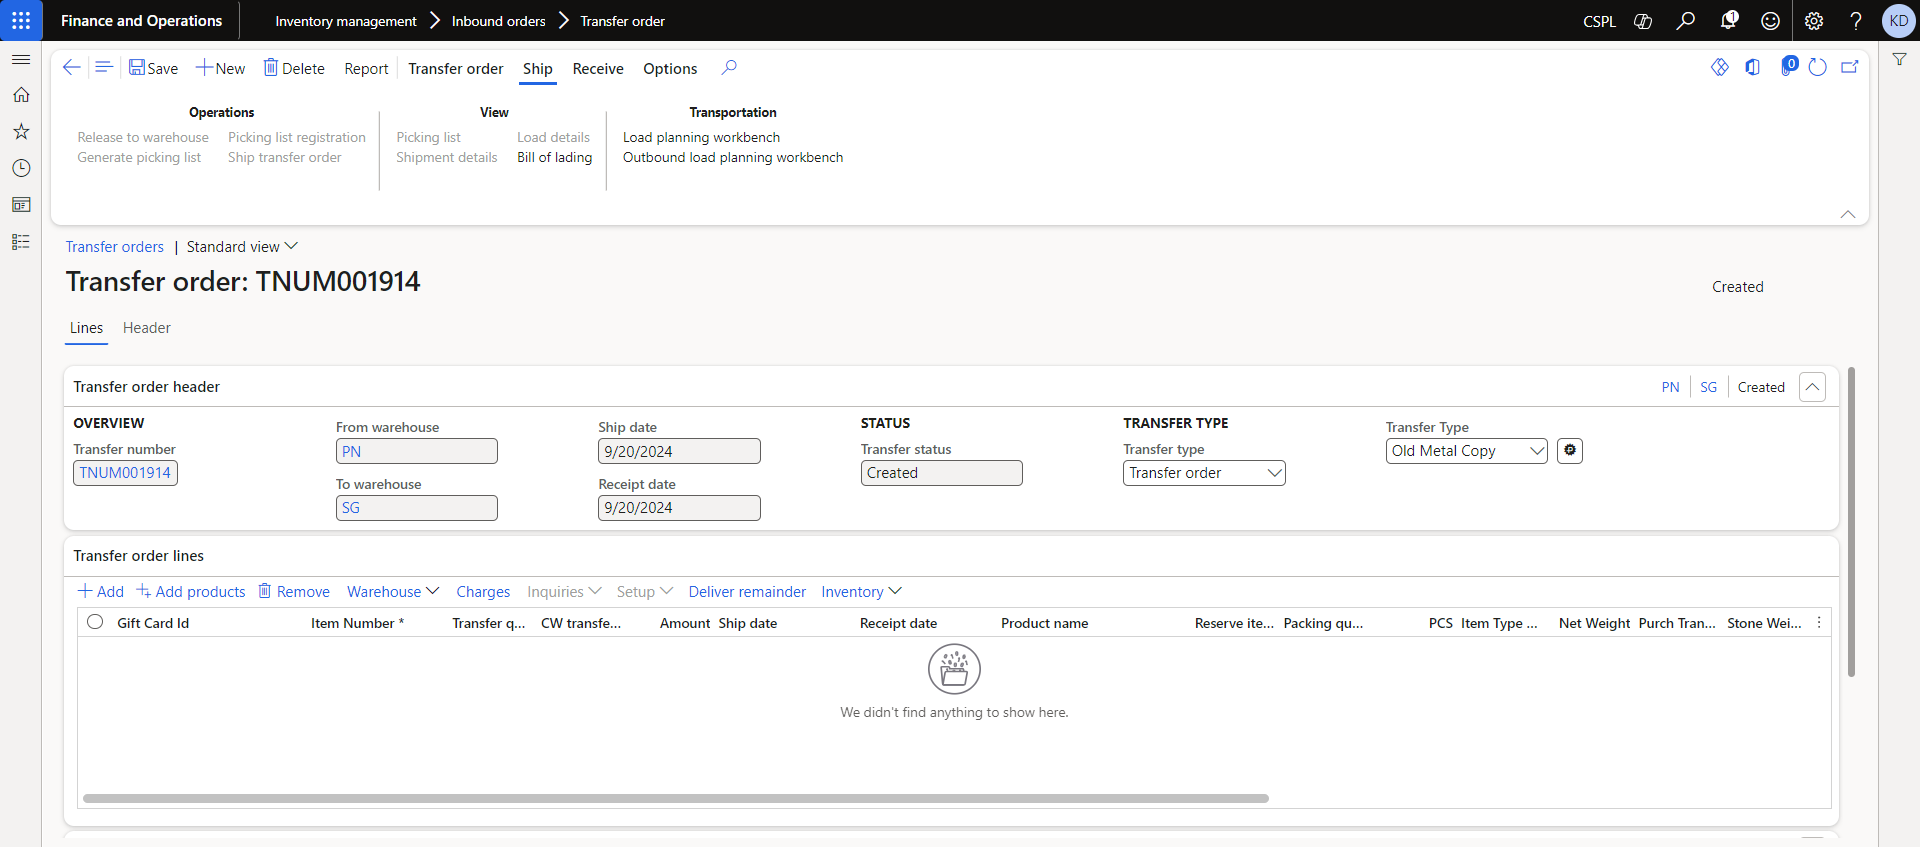 Finance and Operations
Inventory management
Inbound orders
Transfer order
CSPL
1
KD
Save
New
Delete
Report
Transfer order
Ship
Receive
Options
0
Operations
View
Transportation
Release to warehouse
Picking list registration
Picking list
Load details
Load planning workbench
Generate picking list
Ship transfer order
Shipment details
Bill of lading
Outbound load planning workbench
Transfer orders | Standard view
Transfer order: TNUM001914
Created
Lines
Header
Transfer order header
PN
SG
Created
OVERVIEW
Transfer number
TNUM001914
From warehouse
PN
To warehouse
SG
Ship date
9/20/2024
Receipt date
9/20/2024
STATUS
Transfer status
Created
TRANSFER TYPE
Transfer type
Transfer order
Transfer Type
Old Metal Copy
Transfer order lines
Add
Add products
Remove
Warehouse
Charges
Inquiries
Setup
Deliver remainder
Inventory
Gift Card Id
Item Number *
Transfer q...
CW transfe...
Amount
Ship date
Receipt date
Product name
Reserve ite...
Packing qu...
PCS
Item Type ...
Net Weight
Purch Tran...
Stone Wei...
We didn't find anything to show here.